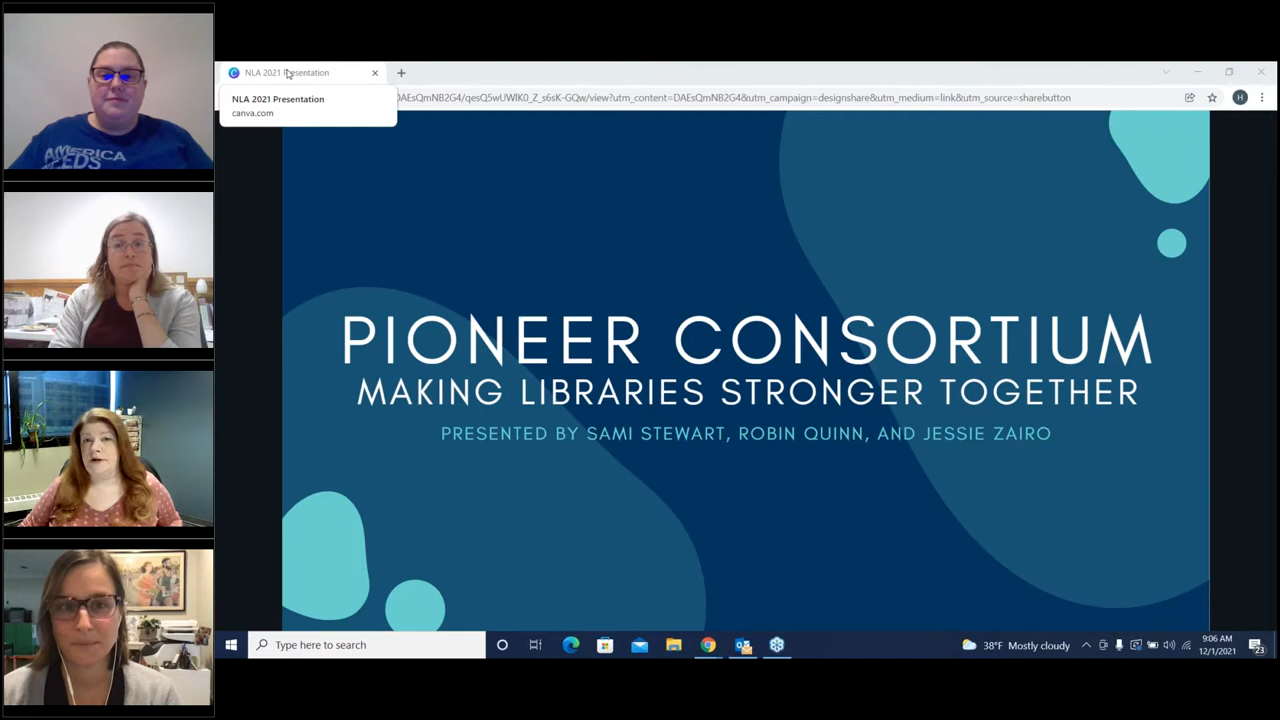 AMERICA
NLA 2021 Presentation
NLA 2021 Presentation
canva.com
DAEsQmNB2G4/qesQ5wUWlK0_Z_s6sK-GQw/view?utm_content=DAEsQmNB2G4&utm_campaign=designshare&utm_medium=link&utm_source=sharebutton
H
PIONEER CONSORTIUM
MAKING LIBRARIES STRONGER TOGETHER
PRESENTED BY SAMI STEWART, ROBIN QUINN, AND JESSIE ZAIRO
Type here to search
38°F Mostly cloudy
9:06 AM
12/1/2021
23